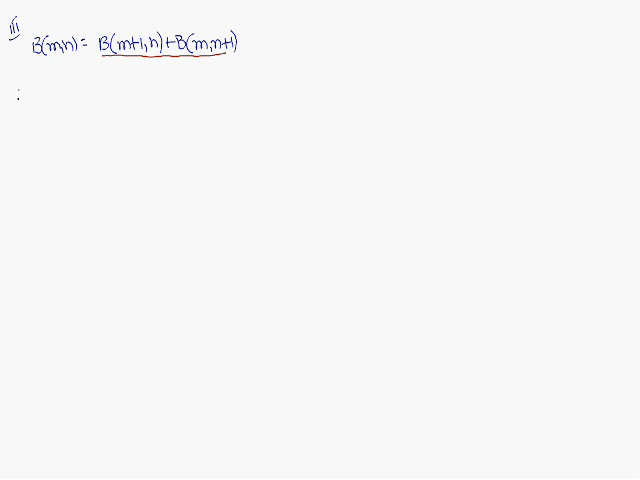 iii
B(m,n) = B(m+1,n)+B(m,n+1)
: